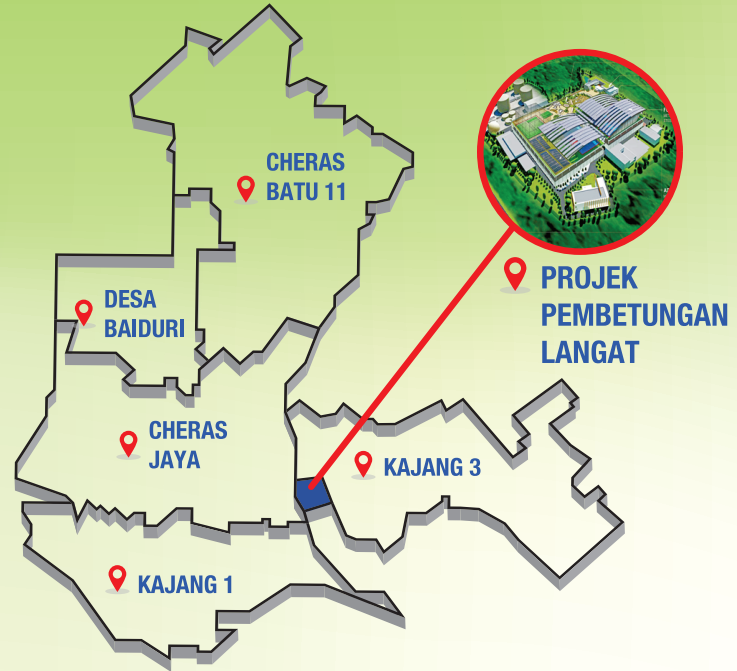 CHERAS
BATU 11
PROJEK
PEMBETUNGAN
LANGAT
DESA
BAIDURI
CHERAS
JAYA
KAJANG 3
KAJANG 1